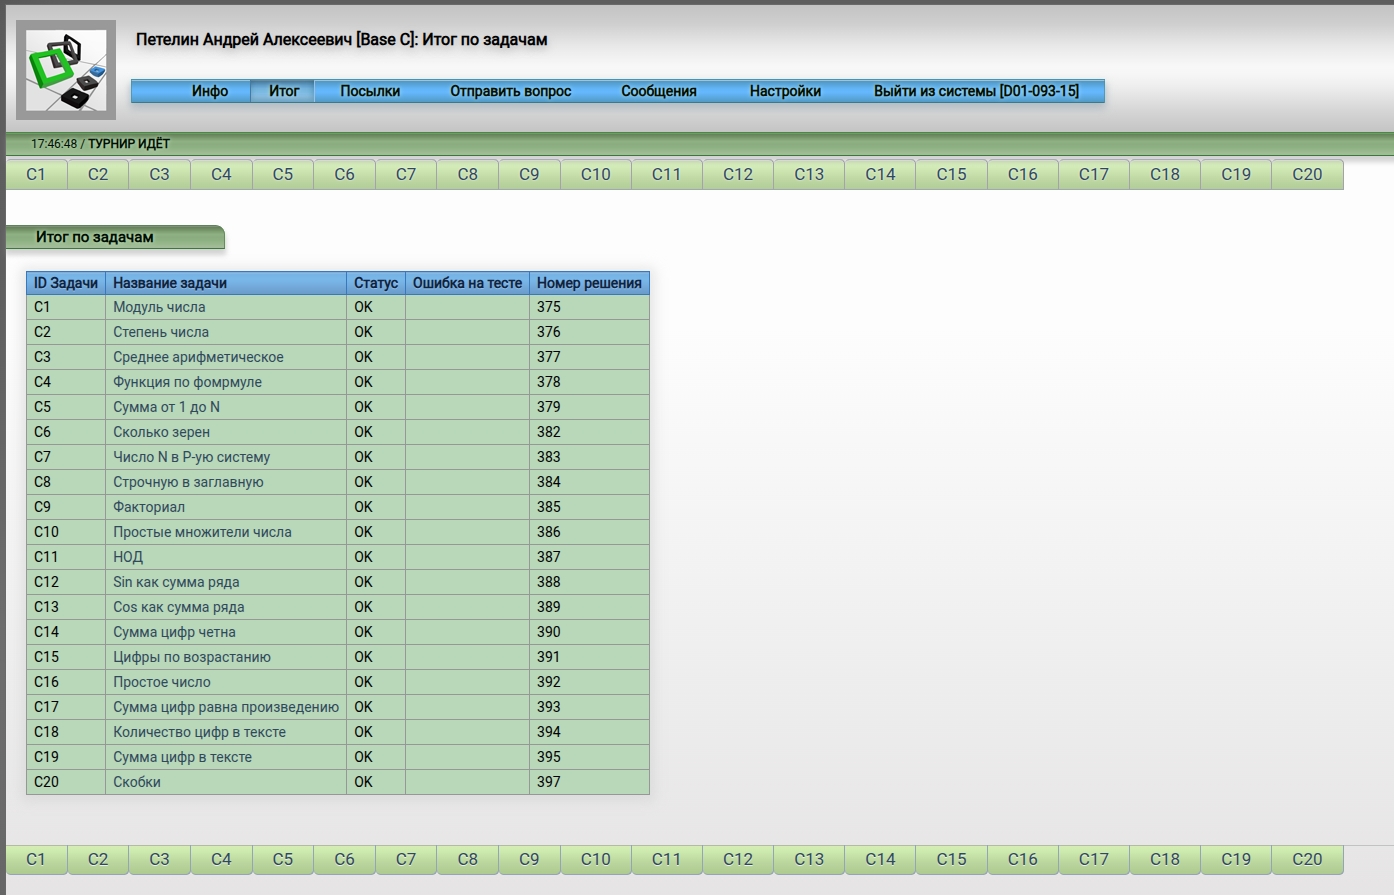 Петелин Андрей Алексеевич [Base C]: Итог по задачам
Инфо Итог Посылки Отправить вопрос Сообщения Настройки Выйти из системы [D01-093-15]
17:46:48 / ТУРНИР ИДЁТ
C1 C2 C3 C4 C5 C6 C7 C8 C9 C10 C11 C12 C13 C14 C15 C16 C17 C18 C19 C20
Итог по задачам
ID Задачи Название задачи Статус Ошибка на тесте Номер решения
C1 Модуль числа OK 375
C2 Степень числа OK 376
C3 Среднее арифметическое OK 377
C4 Функция по фомрмуле OK 378
C5 Сумма от 1 до N OK 379
C6 Сколько зерен OK 382
C7 Число N в P-ую систему OK 383
C8 Строчную в заглавную OK 384
C9 Факториал OK 385
C10 Простые множители числа OK 386
C11 НОД OK 387
C12 Sin как сумма ряда OK 388
C13 Cos как сумма ряда OK 389
C14 Сумма цифр четна OK 390
C15 Цифры по возрастанию OK 391
C16 Простое число OK 392
C17 Сумма цифр равна произведению OK 393
C18 Количество цифр в тексте OK 394
C19 Сумма цифр в тексте OK 395
C20 Скобки OK 397
C1 C2 C3 C4 C5 C6 C7 C8 C9 C10 C11 C12 C13 C14 C15 C16 C17 C18 C19 C20